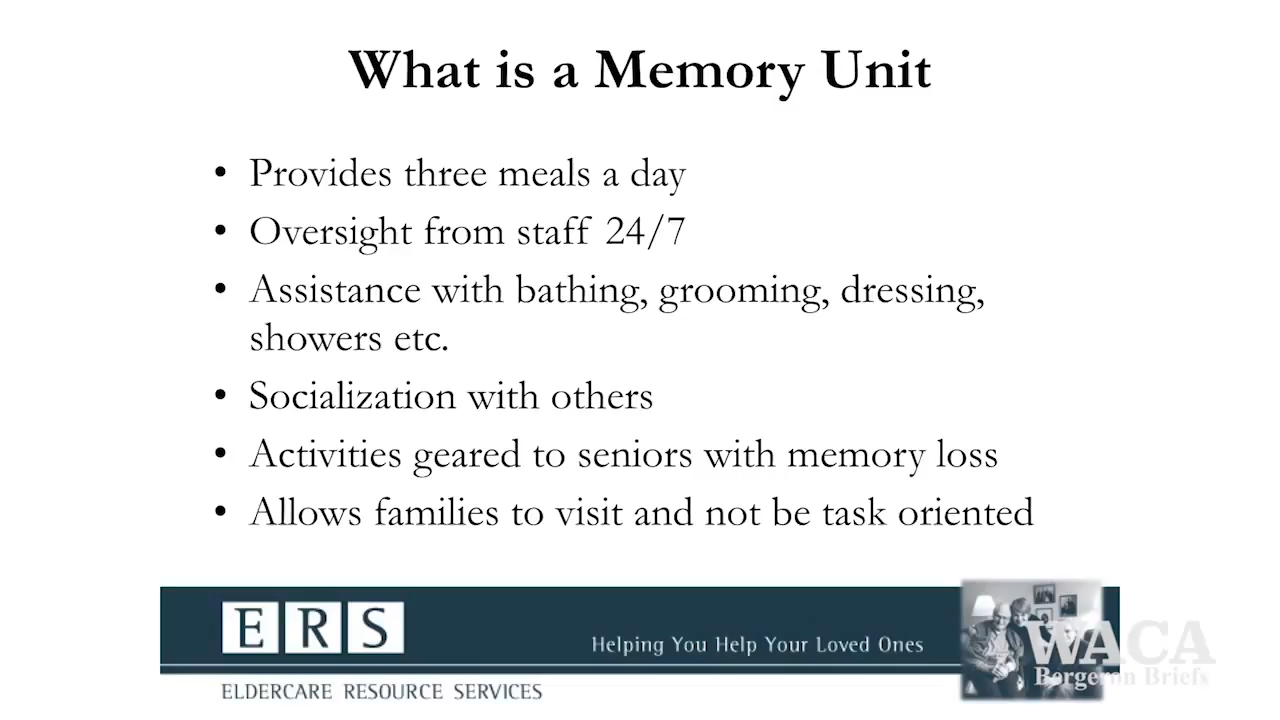 What is a Memory Unit
• Provides three meals a day
• Oversight from staff 24/7
• Assistance with bathing, grooming, dressing,
showers etc.
• Socialization with others
• Activities geared to seniors with memory loss
• Allows families to visit and not be task oriented
ERS
Helping You Help Your Loved Ones
ELDERCARE RESOURCE SERVICES
WACA
Bergeron Briefs